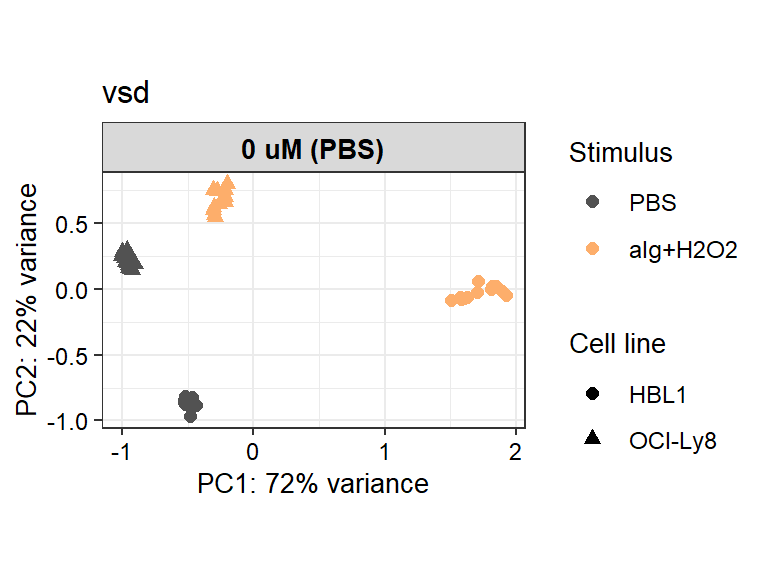 vsd
0 uM (PBS)
0.5
0.0
-0.5
-1.0
PC2: 22% variance
-1
0
1
2
PC1: 72% variance
Stimulus
PBS
aIg+H2O2
Cell line
HBL1
OCI-Ly8